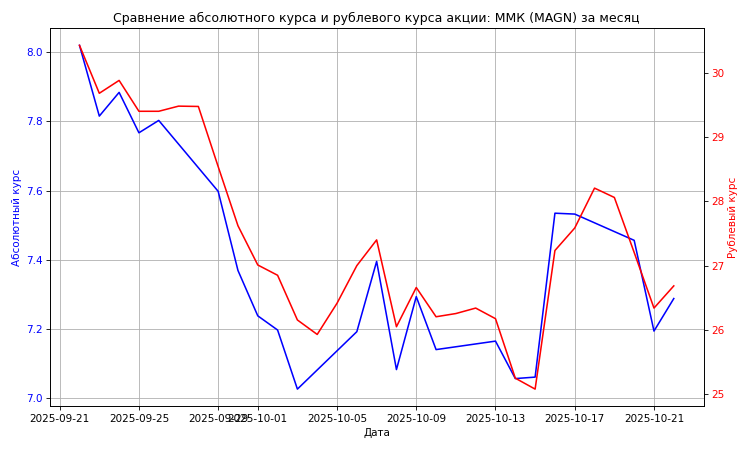 Сравнение абсолютного курса и рублевого курса акции: ММК (MAGN) за месяц
8.0
7.8
7.6
7.4
7.2
7.0
Абсолютный курс
30
29
28
27
26
25
Рублевый курс
2025-09-21 2025-09-25 2025-09-29 2025-10-01 2025-10-05 2025-10-09 2025-10-13 2025-10-17 2025-10-21
Дата